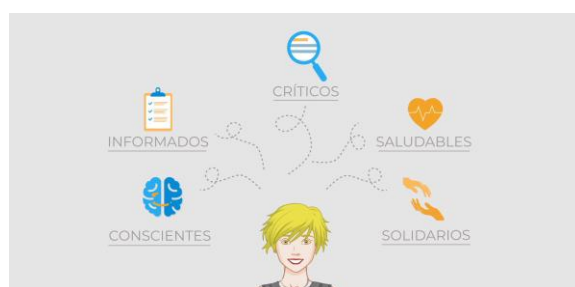 CRÍTICOS
INFORMADOS
SALUDABLES
CONSCIENTES
SOLIDARIOS